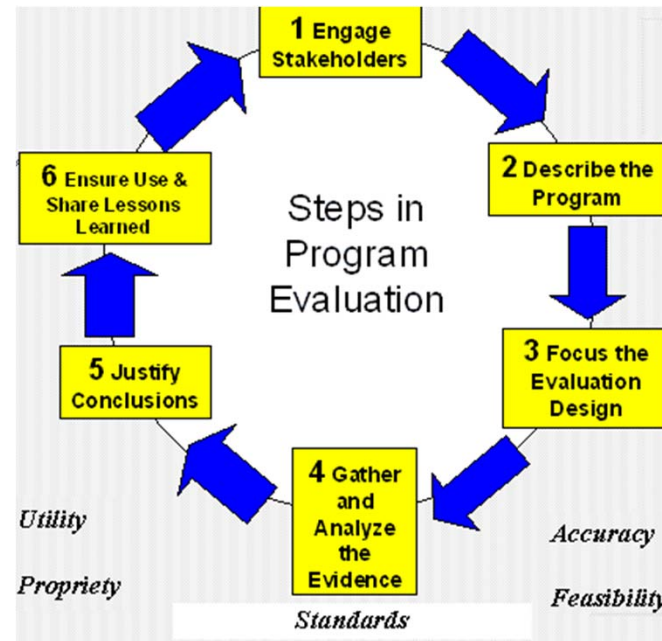 1 Engage
Stakeholders
2 Describe the
Program
3 Focus the
Evaluation
Design
4 Gather
and
Analyze
the
Evidence
5 Justify
Conclusions
6 Ensure Use &
Share Lessons
Learned
Steps in
Program
Evaluation
Utility
Propriety
Standards
Accuracy
Feasibility